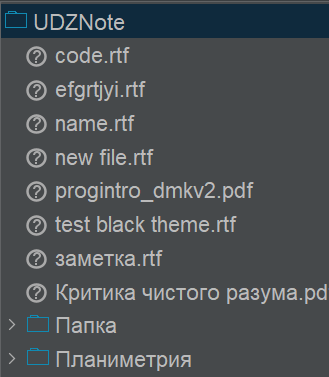 UDZNote
code.rtf
efgrtjyi.rtf
name.rtf
new file.rtf
progintro_dmkv2.pdf
test black theme.rtf
заметка.rtf
Критика чистого разума.pd
Папка
Планиметрия